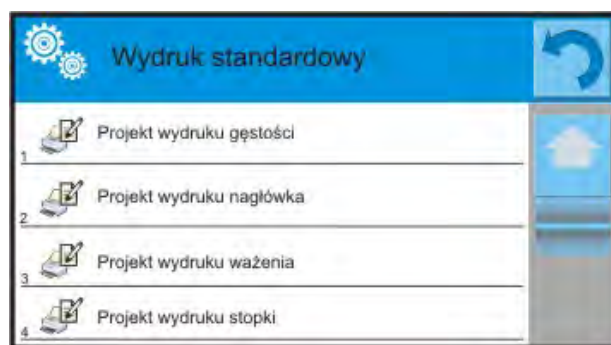 Wydruk standardowy
1 Projekt wydruku gęstości
2 Projekt wydruku nagłówka
3 Projekt wydruku ważenia
4 Projekt wydruku stopki